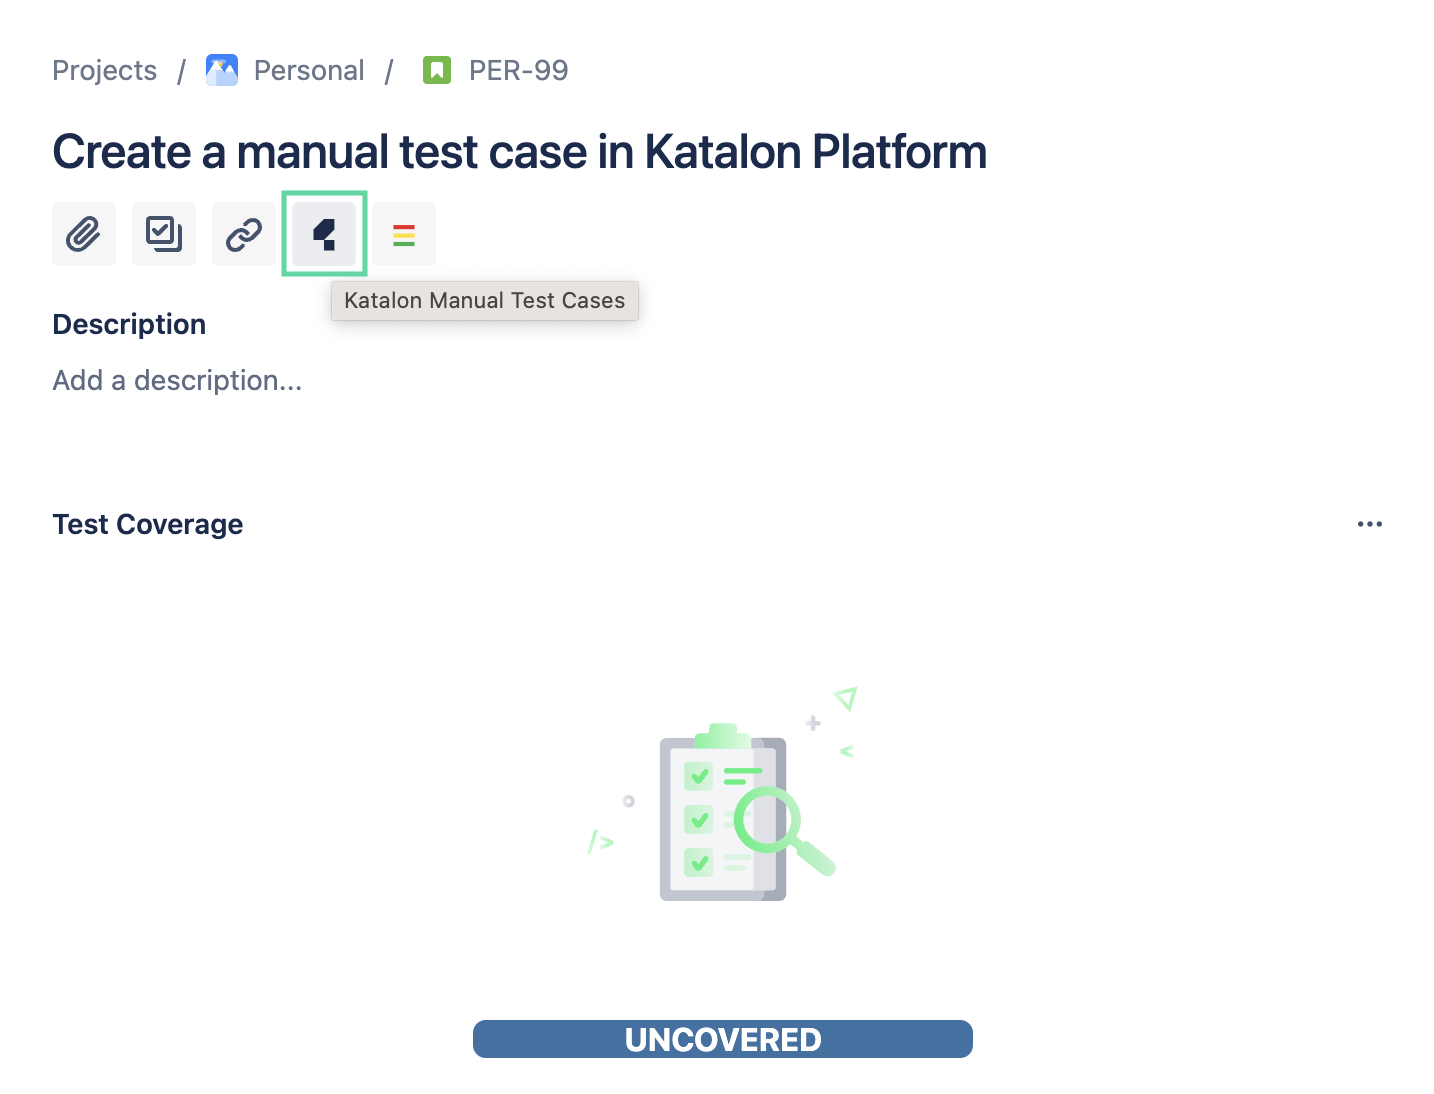 Projects / Personal / PER-99
Create a manual test case in Katalon Platform
Katalon Manual Test Cases
Description
Add a description...
Test Coverage
UNCOVERED